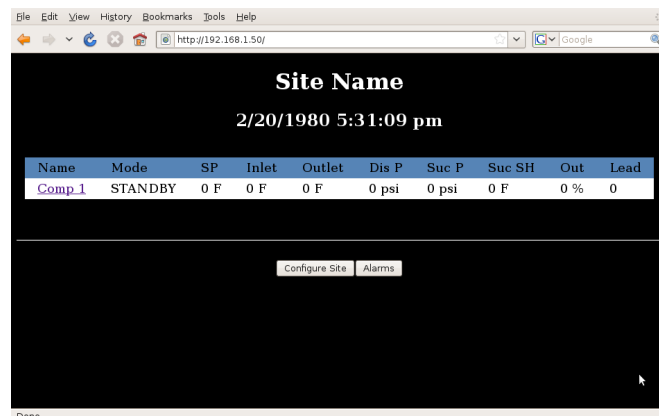 File Edit View History Bookmarks Tools Help
http://192.168.1.50/ Google
Site Name
2/20/1980 5:31:09 pm
Name Mode SP Inlet Outlet Dis P Suc P Suc SH Out Lead
Comp 1 STANDBY 0 F 0 F 0 F 0 psi 0 psi 0 F 0 % 0
Configure Site Alarms
Done